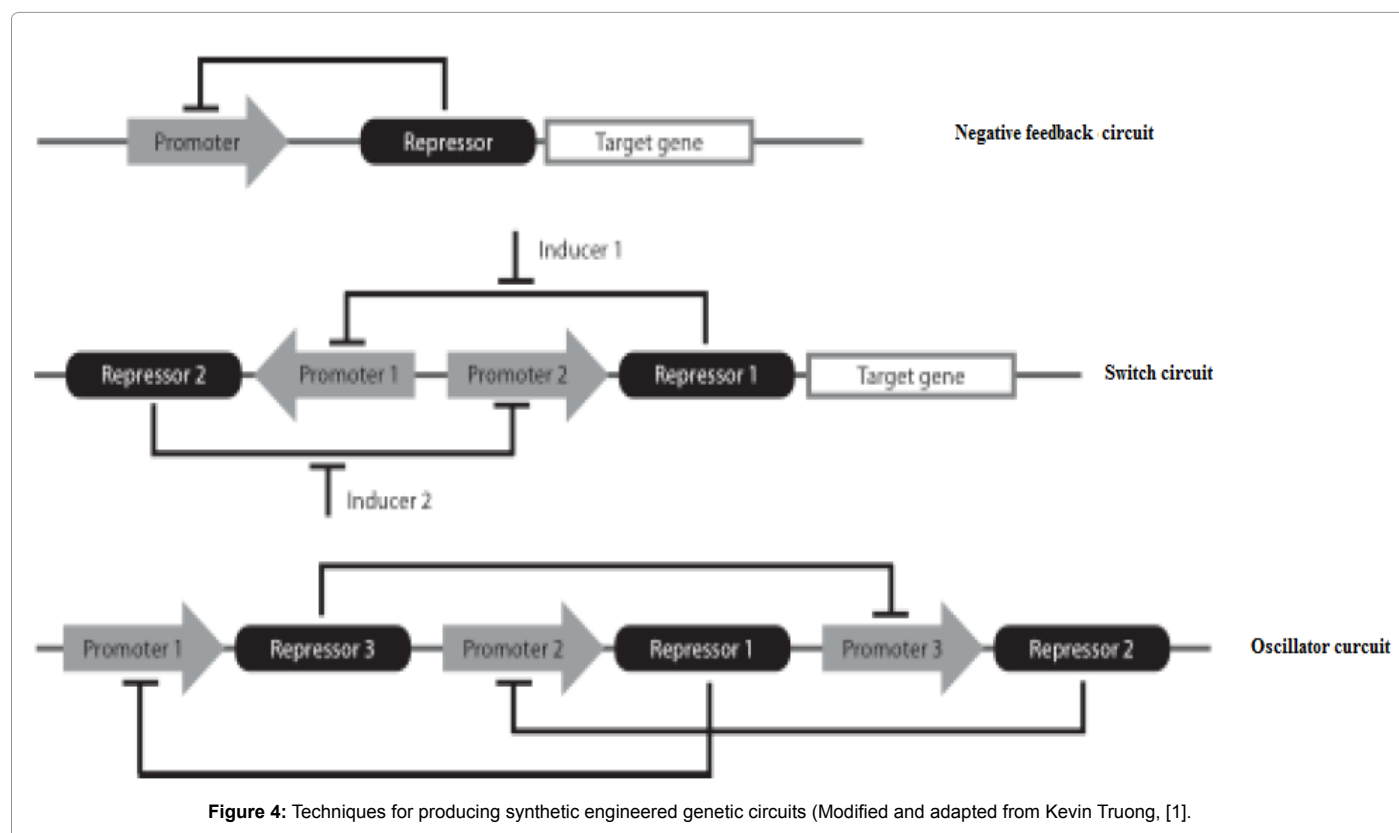 Promoter
Repressor
Target gene
Negative feedback circuit
Inducer 1
Repressor 2
Promoter 1
Promoter 2
Repressor 1
Target gene
Switch circuit
Inducer 2
Promoter 1
Repressor 3
Promoter 2
Repressor 1
Promoter 3
Repressor 2
Oscillator curcuit
Figure 4: Techniques for producing synthetic engineered genetic circuits (Modified and adapted from Kevin Truong, [1].